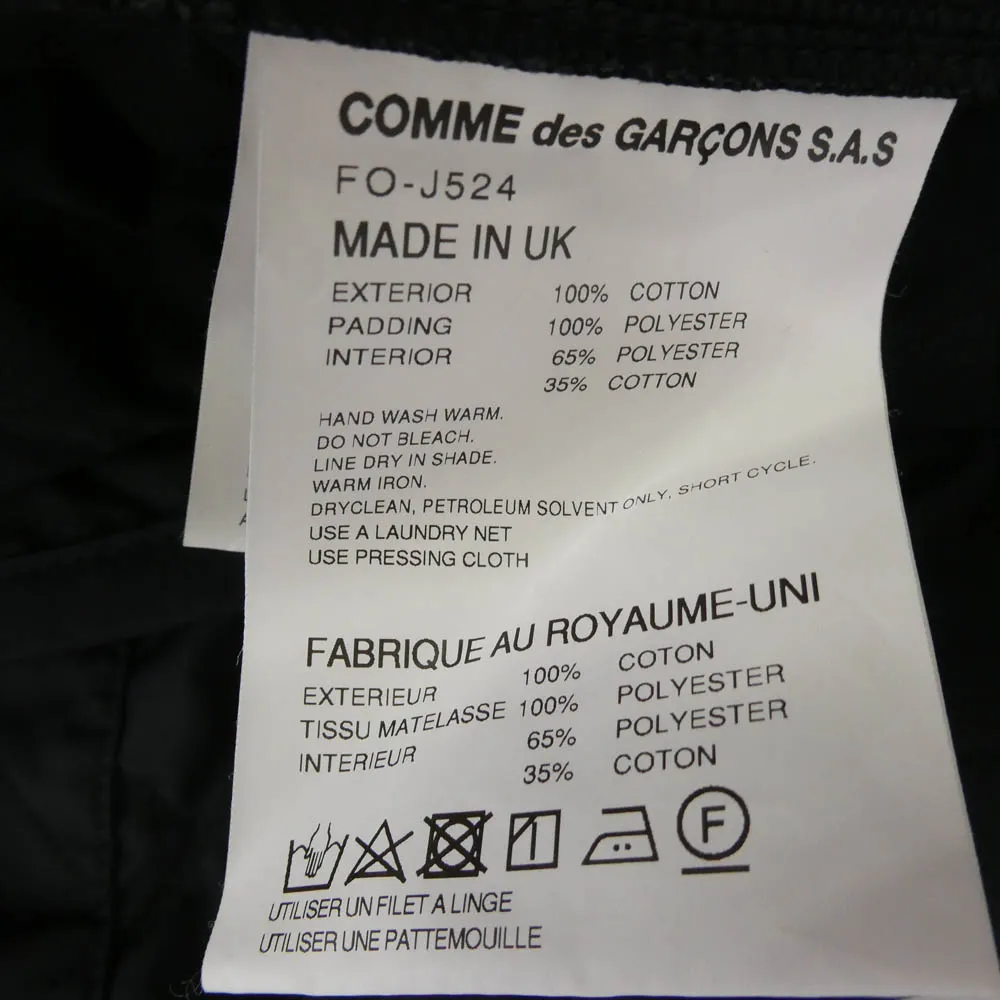 COMME des GARÇONS S.A.S
FO-J524
MADE IN UK
EXTERIOR 100% COTTON
PADDING 100% POLYESTER
INTERIOR 65% POLYESTER
35% COTTON
HAND WASH WARM.
DO NOT BLEACH.
LINE DRY IN SHADE.
WARM IRON.
DRYCLEAN, PETROLEUM SOLVENT ONLY, SHORT CYCLE.
USE A LAUNDRY NET
USE PRESSING CLOTH
FABRIQUE AU ROYAUME-UNI
EXTERIEUR 100% COTON
TISSU MATELASSE 100% POLYESTER
INTERIEUR 65% POLYESTER
35% COTON
F
UTILISER UN FILET A LINGE
UTILISER UNE PATTEMOUILLE